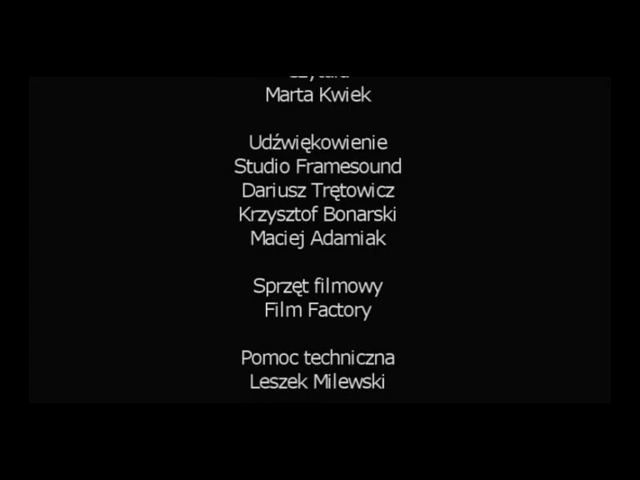 Marta Kwiek
Udźwiękowienie
Studio Framesound
Dariusz Trętowicz
Krzysztof Bonarski
Maciej Adamiak
Sprzęt filmowy
Film Factory
Pomoc techniczna
Leszek Milewski